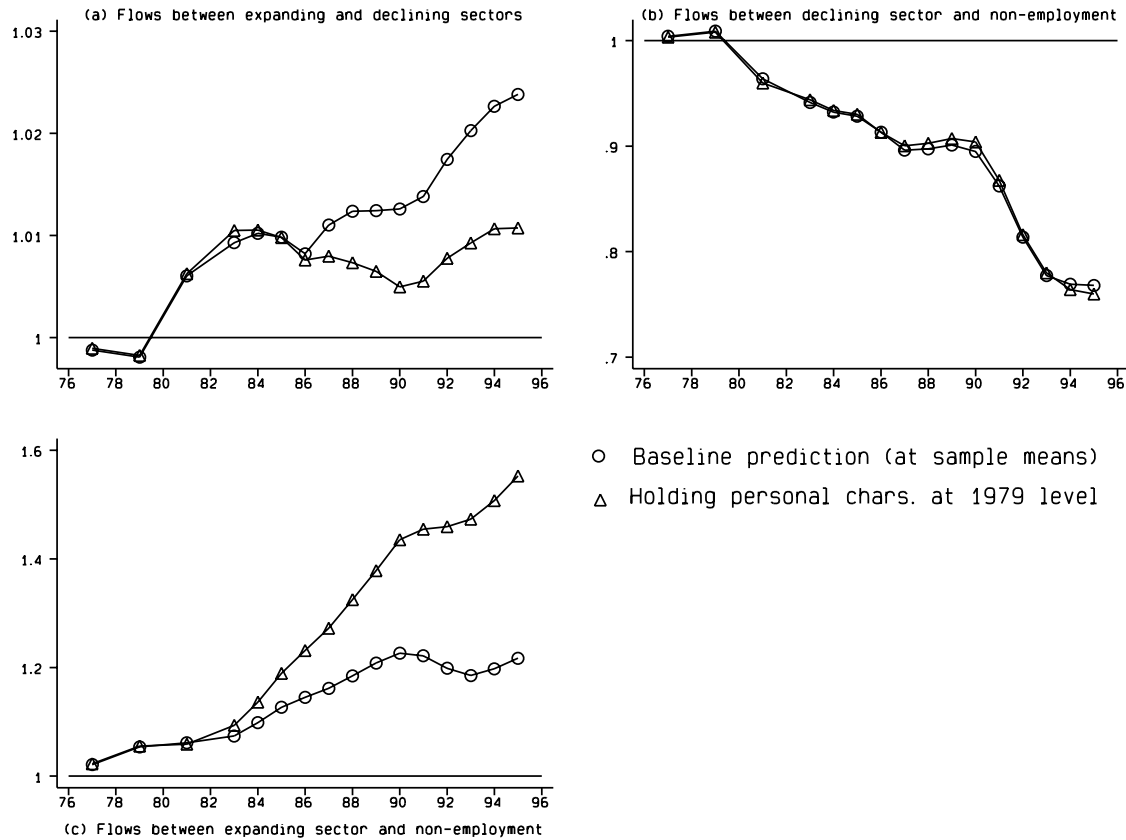 (a) Flows between expanding and declining sectors
1.03
1.02
1.01
1
76 78 80 82 84 86 88 90 92 94 96
(b) Flows between declining sector and non-employment
1
.9
.8
.7
76 78 80 82 84 86 88 90 92 94 96
1.6
1.4
1.2
1
76 78 80 82 84 86 88 90 92 94 96
(c) Flows between expanding sector and non-employment
Baseline prediction (at sample means)
Holding personal chars. at 1979 level